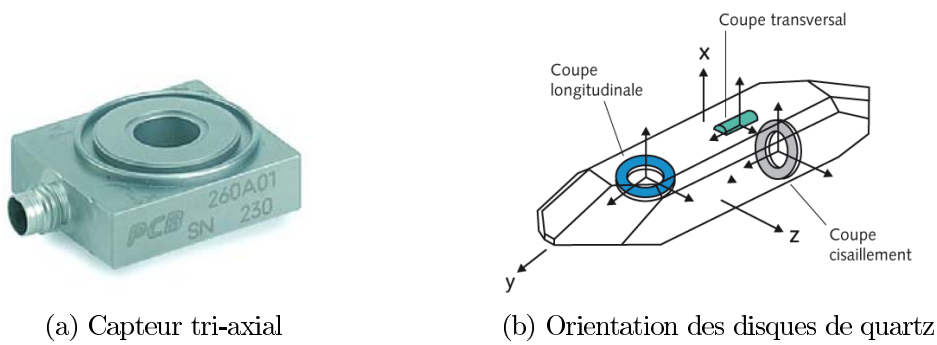 260A01
PCB SN 230
Coupe transversal
Coupe
longitudinale
x
z
y
Coupe
cisaillement
(a) Capteur tri-axial
(b) Orientation des disques de quartz